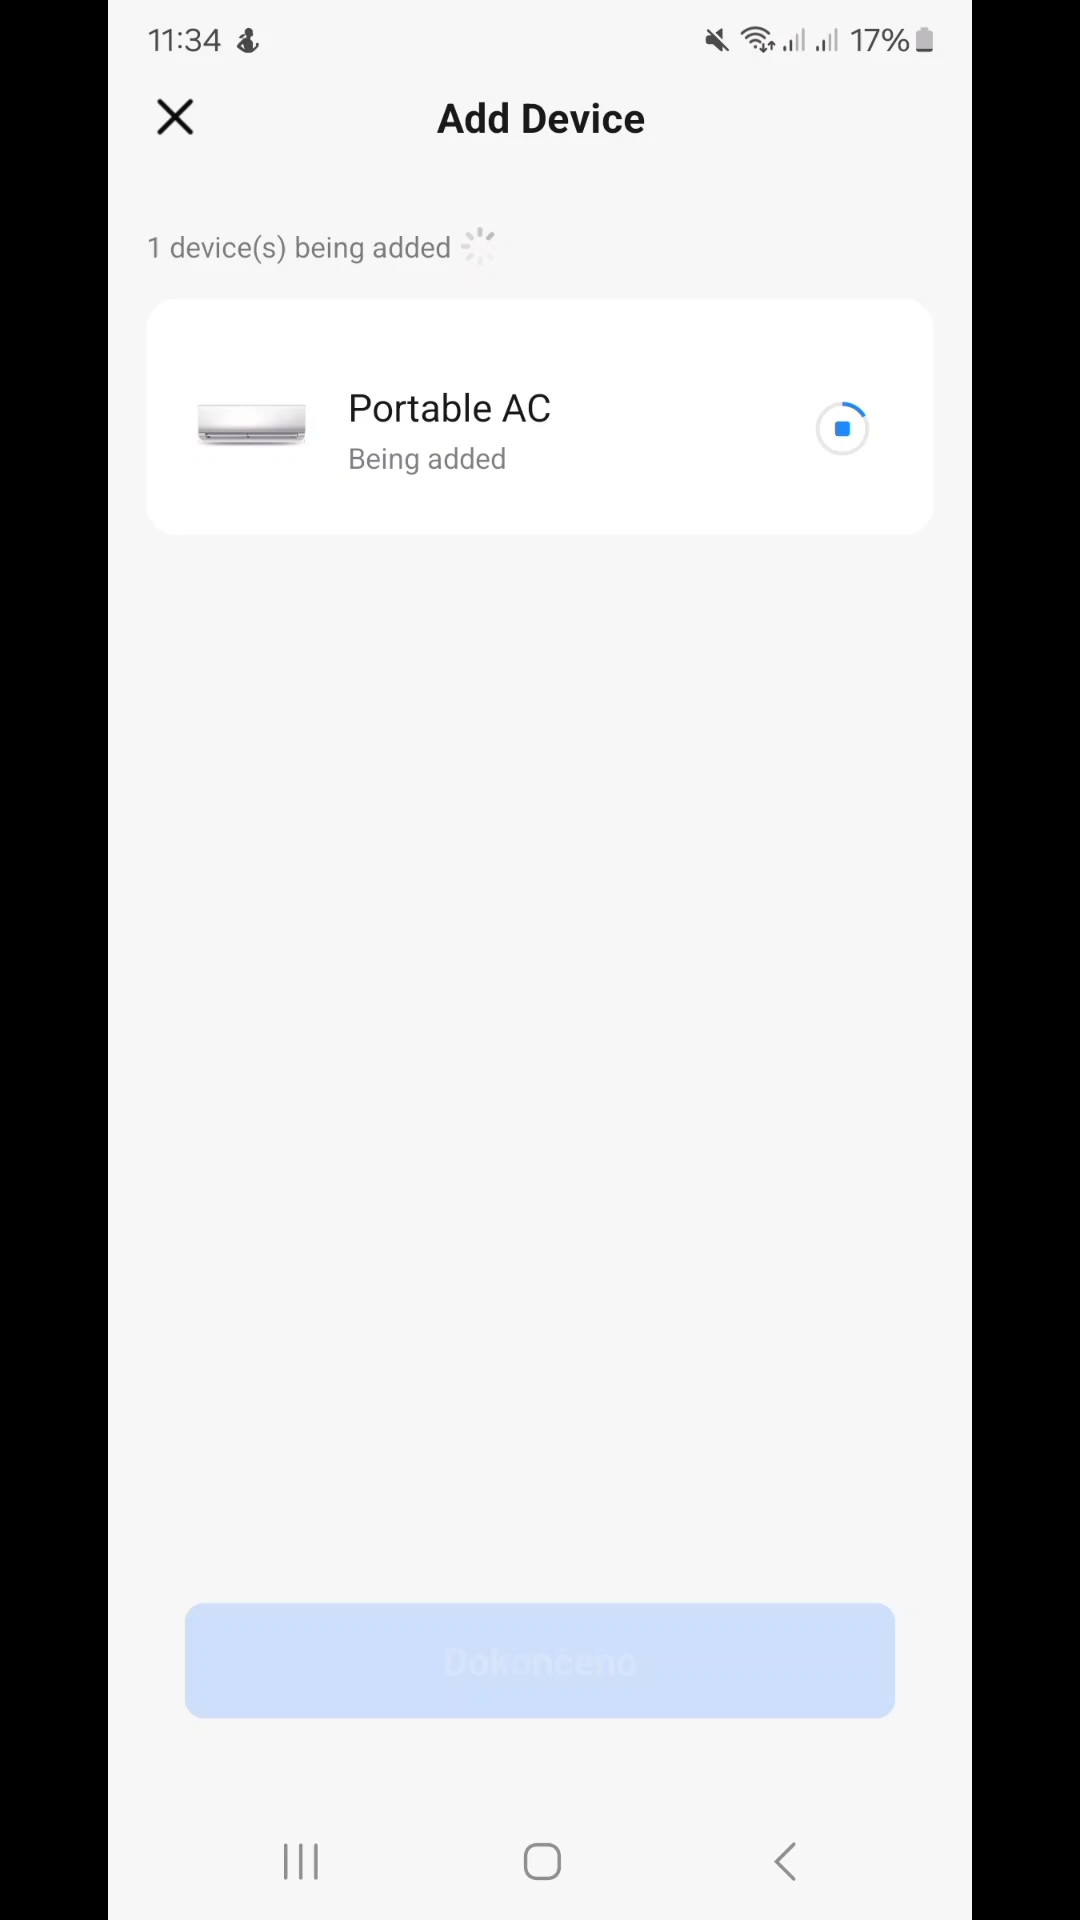 11:34
17%
Add Device
1 device(s) being added
Portable AC
Being added
Dokončeno